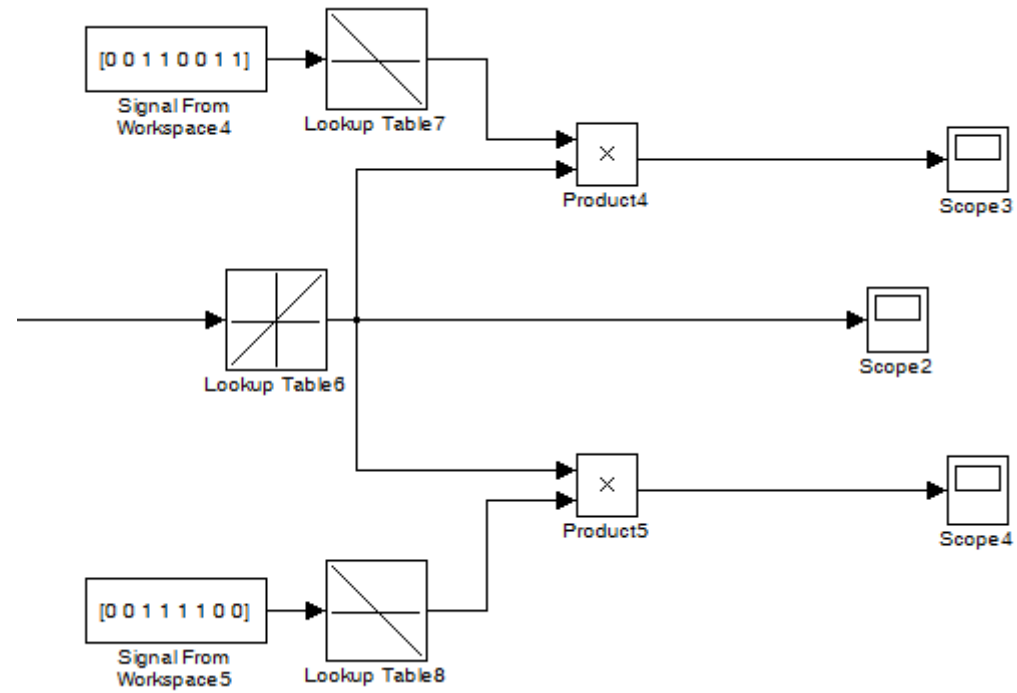 [0 0 1 1 0 0 1 1]
Signal From
Workspace4
Lookup Table7
×
Product4
Scope3
Lookup Table6
Scope2
×
Product5
Scope4
[0 0 1 1 1 1 0 0]
Signal From
Workspace5
Lookup Table8